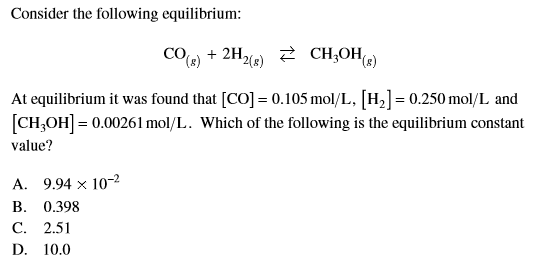 Consider the following equilibrium:
CO(g) + 2H2(g) ⇄ CH3OH(g)
At equilibrium it was found that [CO] = 0.105 mol/L, [H2] = 0.250 mol/L and
[CH3OH] = 0.00261 mol/L. Which of the following is the equilibrium constant
value?
A. 9.94 × 10⁻²
B. 0.398
C. 2.51
D. 10.0